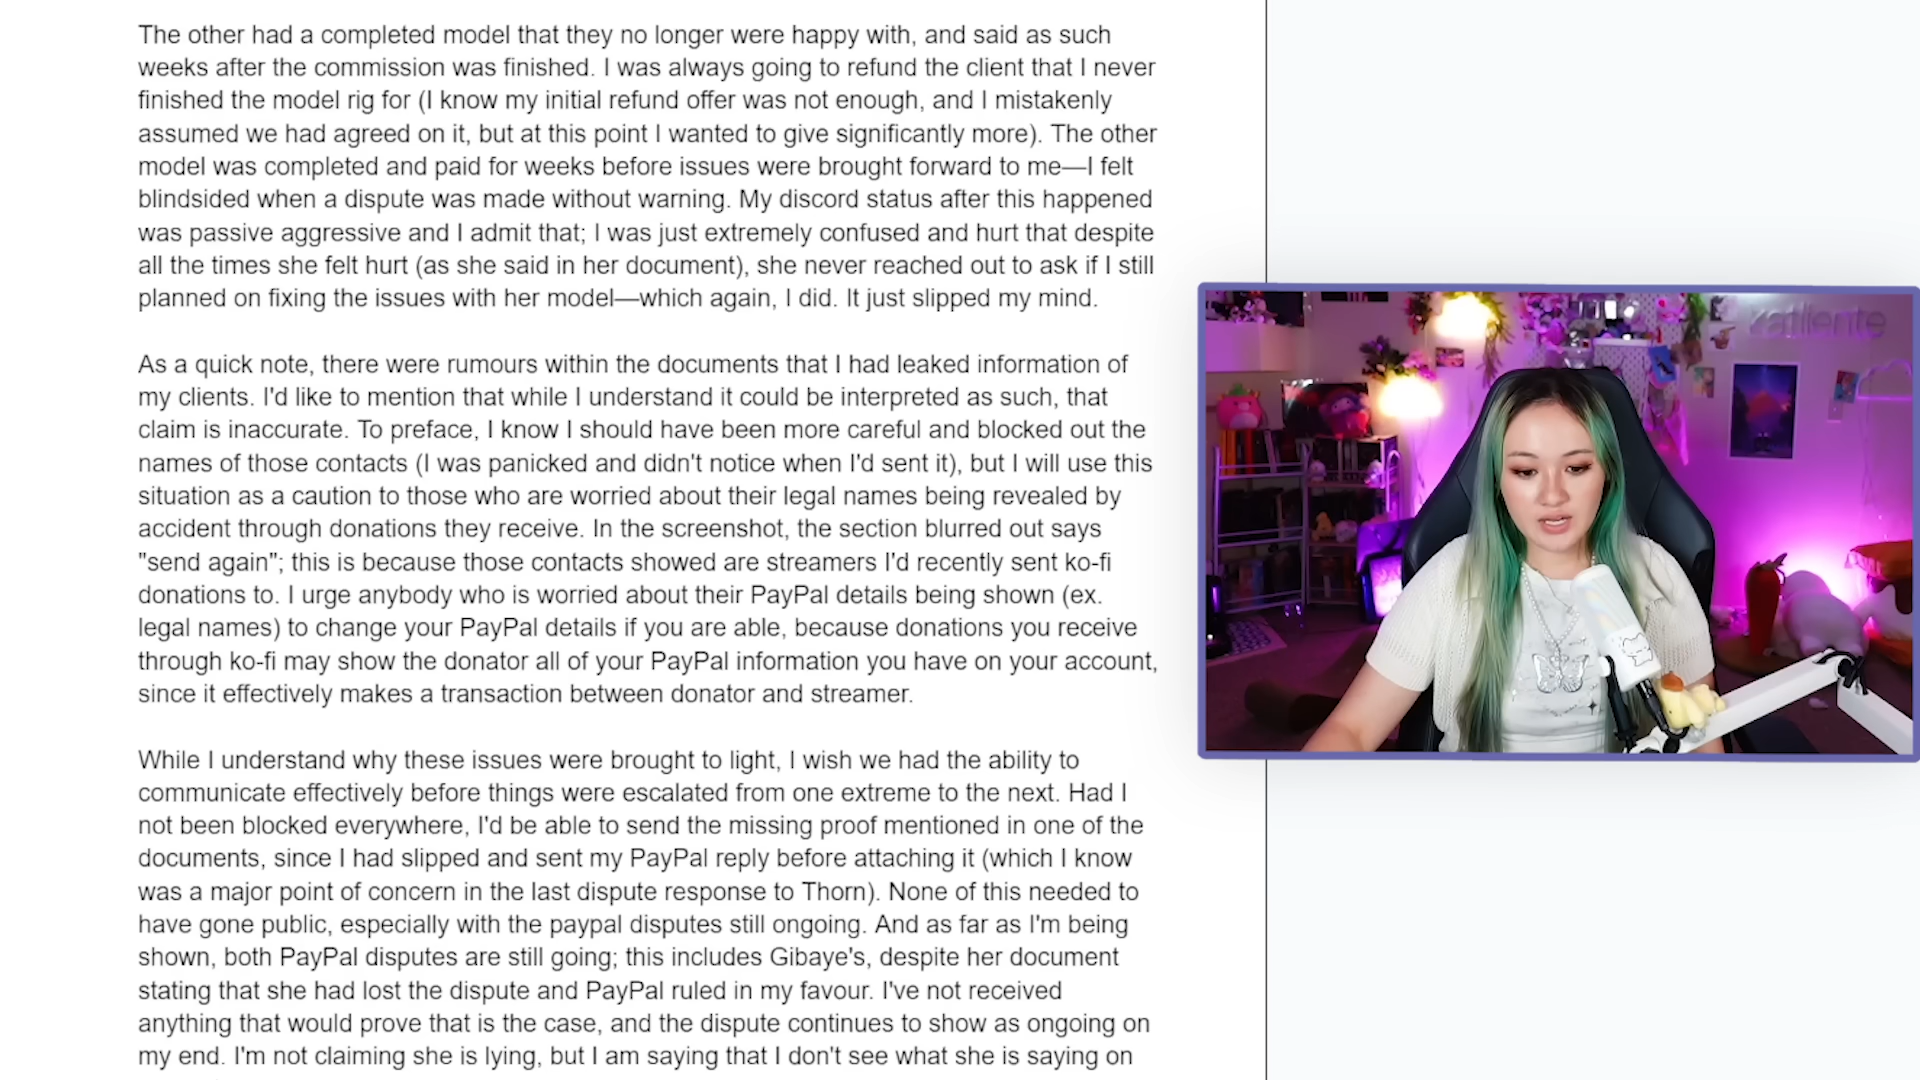 The other had a completed model that they no longer were happy with, and said as such
weeks after the commission was finished. I was always going to refund the client that I never
finished the model rig for (I know my initial refund offer was not enough, and I mistakenly
assumed we had agreed on it, but at this point I wanted to give significantly more). The other
model was completed and paid for weeks before issues were brought forward to me—I felt
blindsided when a dispute was made without warning. My discord status after this happened
was passive aggressive and I admit that; I was just extremely confused and hurt that despite
all the times she felt hurt (as she said in her document), she never reached out to ask if I still
planned on fixing the issues with her model—which again, I did. It just slipped my mind.
As a quick note, there were rumours within the documents that I had leaked information of
my clients. I'd like to mention that while I understand it could be interpreted as such, that
claim is inaccurate. To preface, I know I should have been more careful and blocked out the
names of those contacts (I was panicked and didn't notice when I'd sent it), but I will use this
situation as a caution to those who are worried about their legal names being revealed by
accident through donations they receive. In the screenshot, the section blurred out says
"send again"; this is because those contacts showed are streamers I'd recently sent ko-fi
donations to. I urge anybody who is worried about their PayPal details being shown (ex.
legal names) to change your PayPal details if you are able, because donations you receive
through ko-fi may show the donator all of your PayPal information you have on your account,
since it effectively makes a transaction between donator and streamer.
While I understand why these issues were brought to light, I wish we had the ability to
communicate effectively before things were escalated from one extreme to the next. Had I
not been blocked everywhere, I'd be able to send the missing proof mentioned in one of the
documents, since I had slipped and sent my PayPal reply before attaching it (which I know
was a major point of concern in the last dispute response to Thorn). None of this needed to
have gone public, especially with the paypal disputes still ongoing. And as far as I'm being
shown, both PayPal disputes are still going; this includes Gibaye's, despite her document
stating that she had lost the dispute and PayPal ruled in my favour. I've not received
anything that would prove that is the case, and the dispute continues to show as ongoing on
my end. I'm not claiming she is lying, but I am saying that I don't see what she is saying on